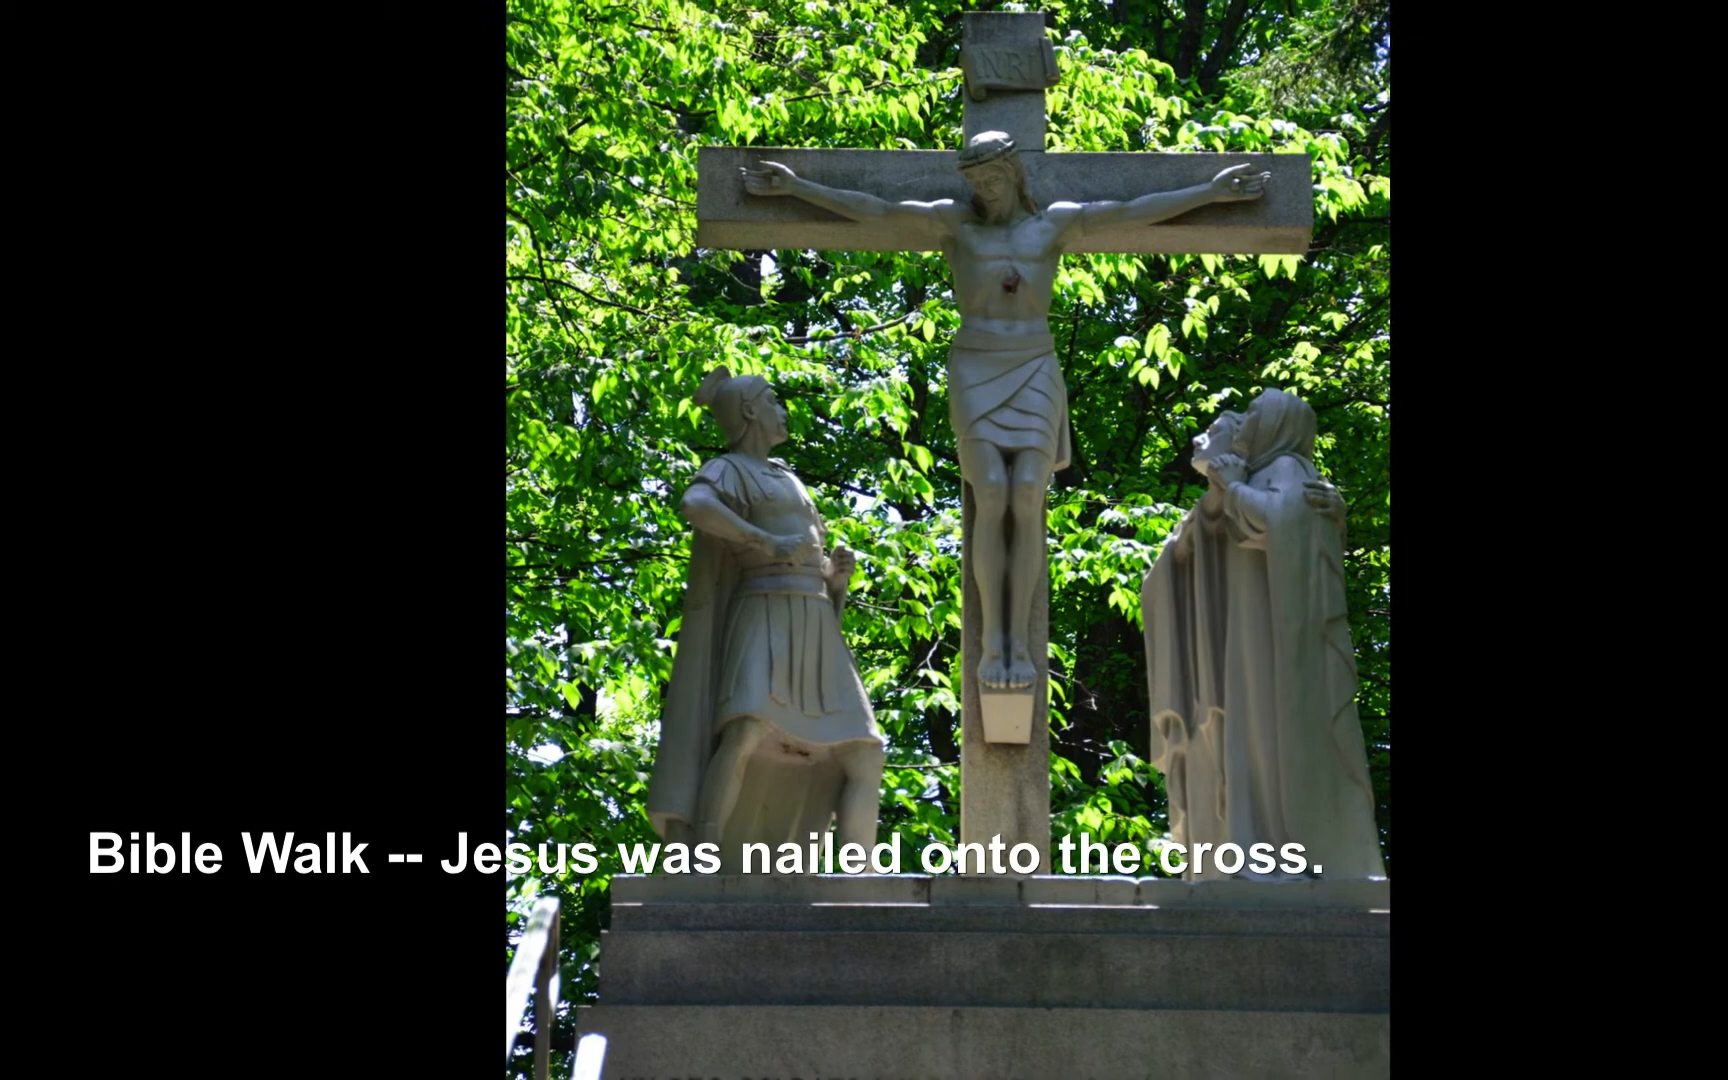 INRI
Bible Walk -- Jesus was nailed onto the cross.